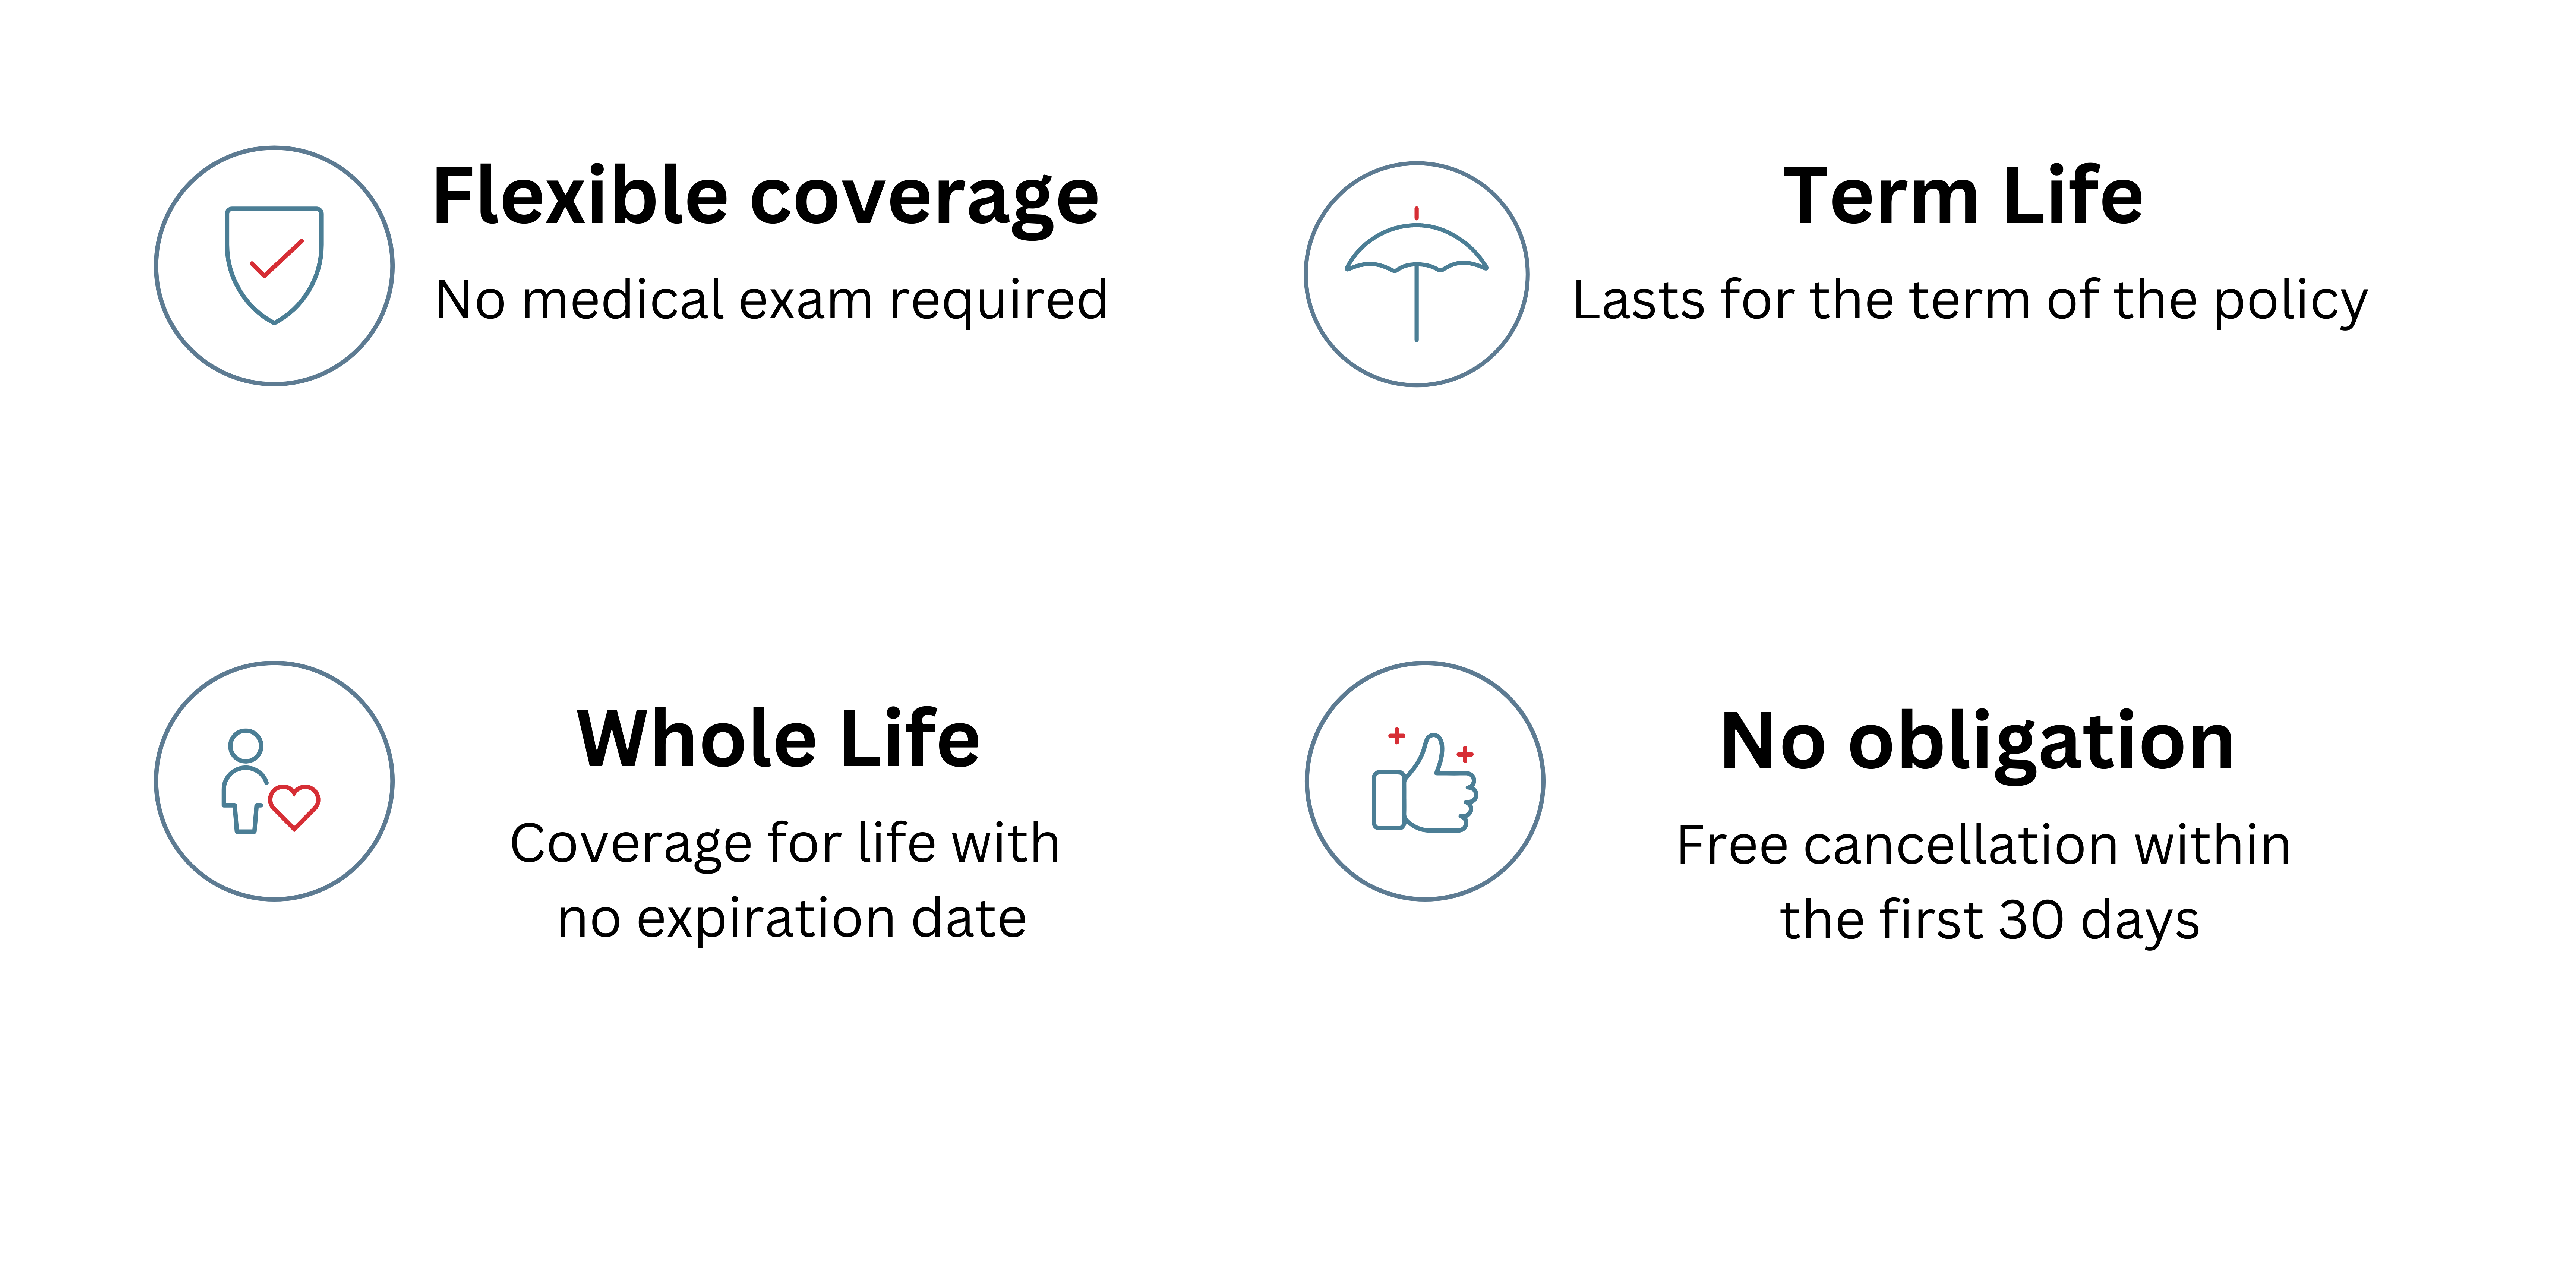 Flexible coverage
No medical exam required
Term Life
Lasts for the term of the policy
Whole Life
Coverage for life with
no expiration date
No obligation
Free cancellation within
the first 30 days